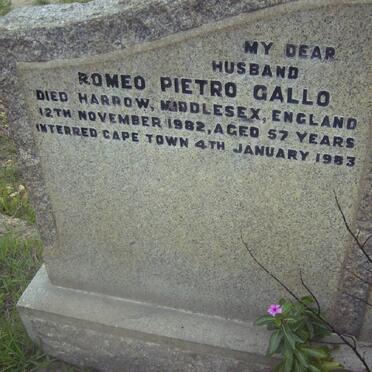 MY DEAR
HUSBAND
ROMEO PIETRO GALLO
DIED HARROW, MIDDLESEX, ENGLAND
12TH NOVEMBER 1982, AGED 57 YEARS
INTERRED CAPE TOWN 4TH JANUARY 1983